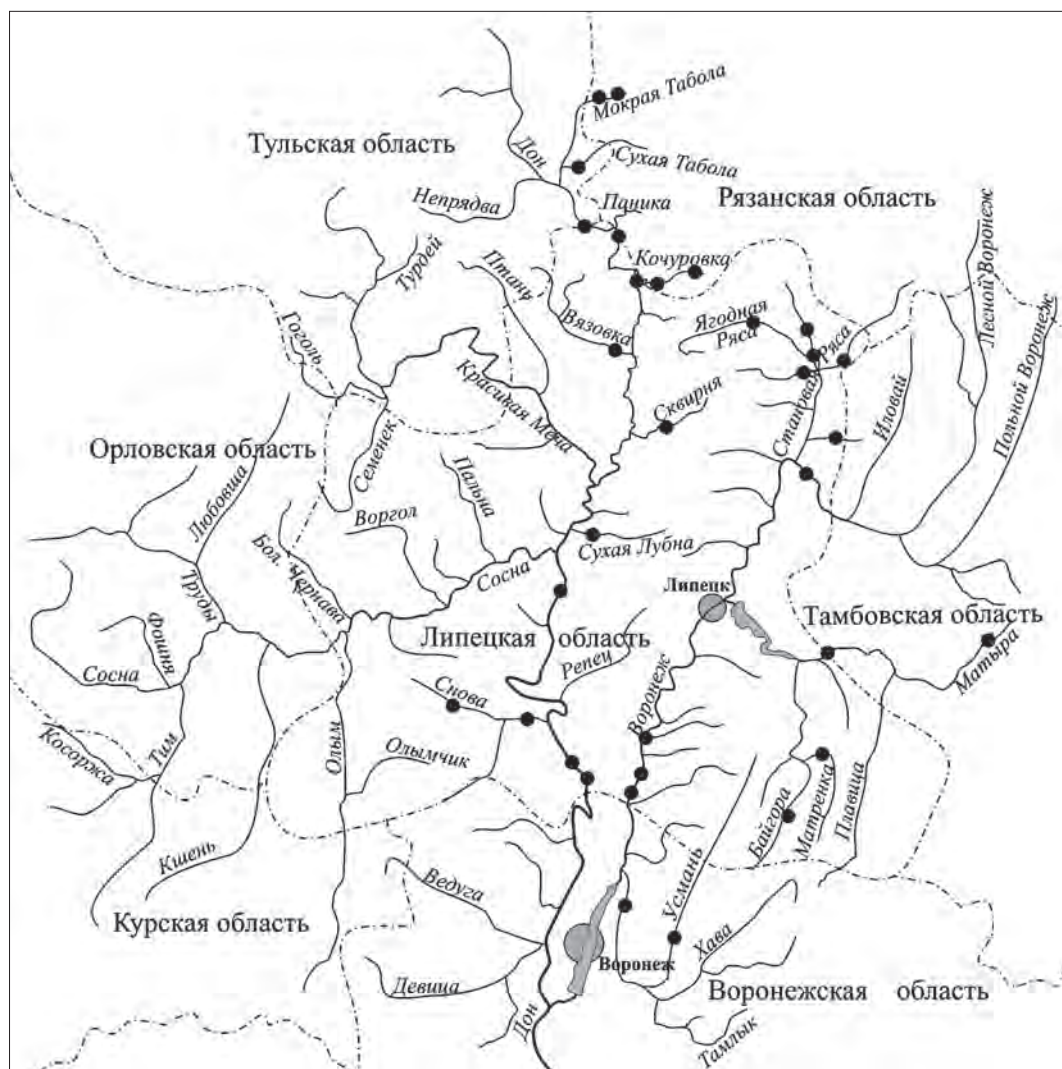 Мокрая Табола
Тульская область
Дон
Сухая Табола
Непрядва
Паника
Рязанская область
Лесной Воронеж
Турдей
Птань
Кочуровка
Польной Воронеж
Гоголь
Вязовка
Ягодная
Ряса
Становая Ряса
Иловай
Красивая Меча
Сквирня
Орловская область
Любовша
Семенек
Пальна
Воргол
Бол. Чернава
Сосна
Сухая Лубна
Труды
Липецк
Фошня
Липецкая область
Тамбовская область
Репец
Матыра
Сосна
Снова
Воронеж
Косоржа
Тим
Олым
Олымчик
Байгора
Матренка
Плавица
Кшень
Ведуга
Усмань
Курская область
Хава
Воронеж
Девица
Дон
Воронежская область
Тамлык